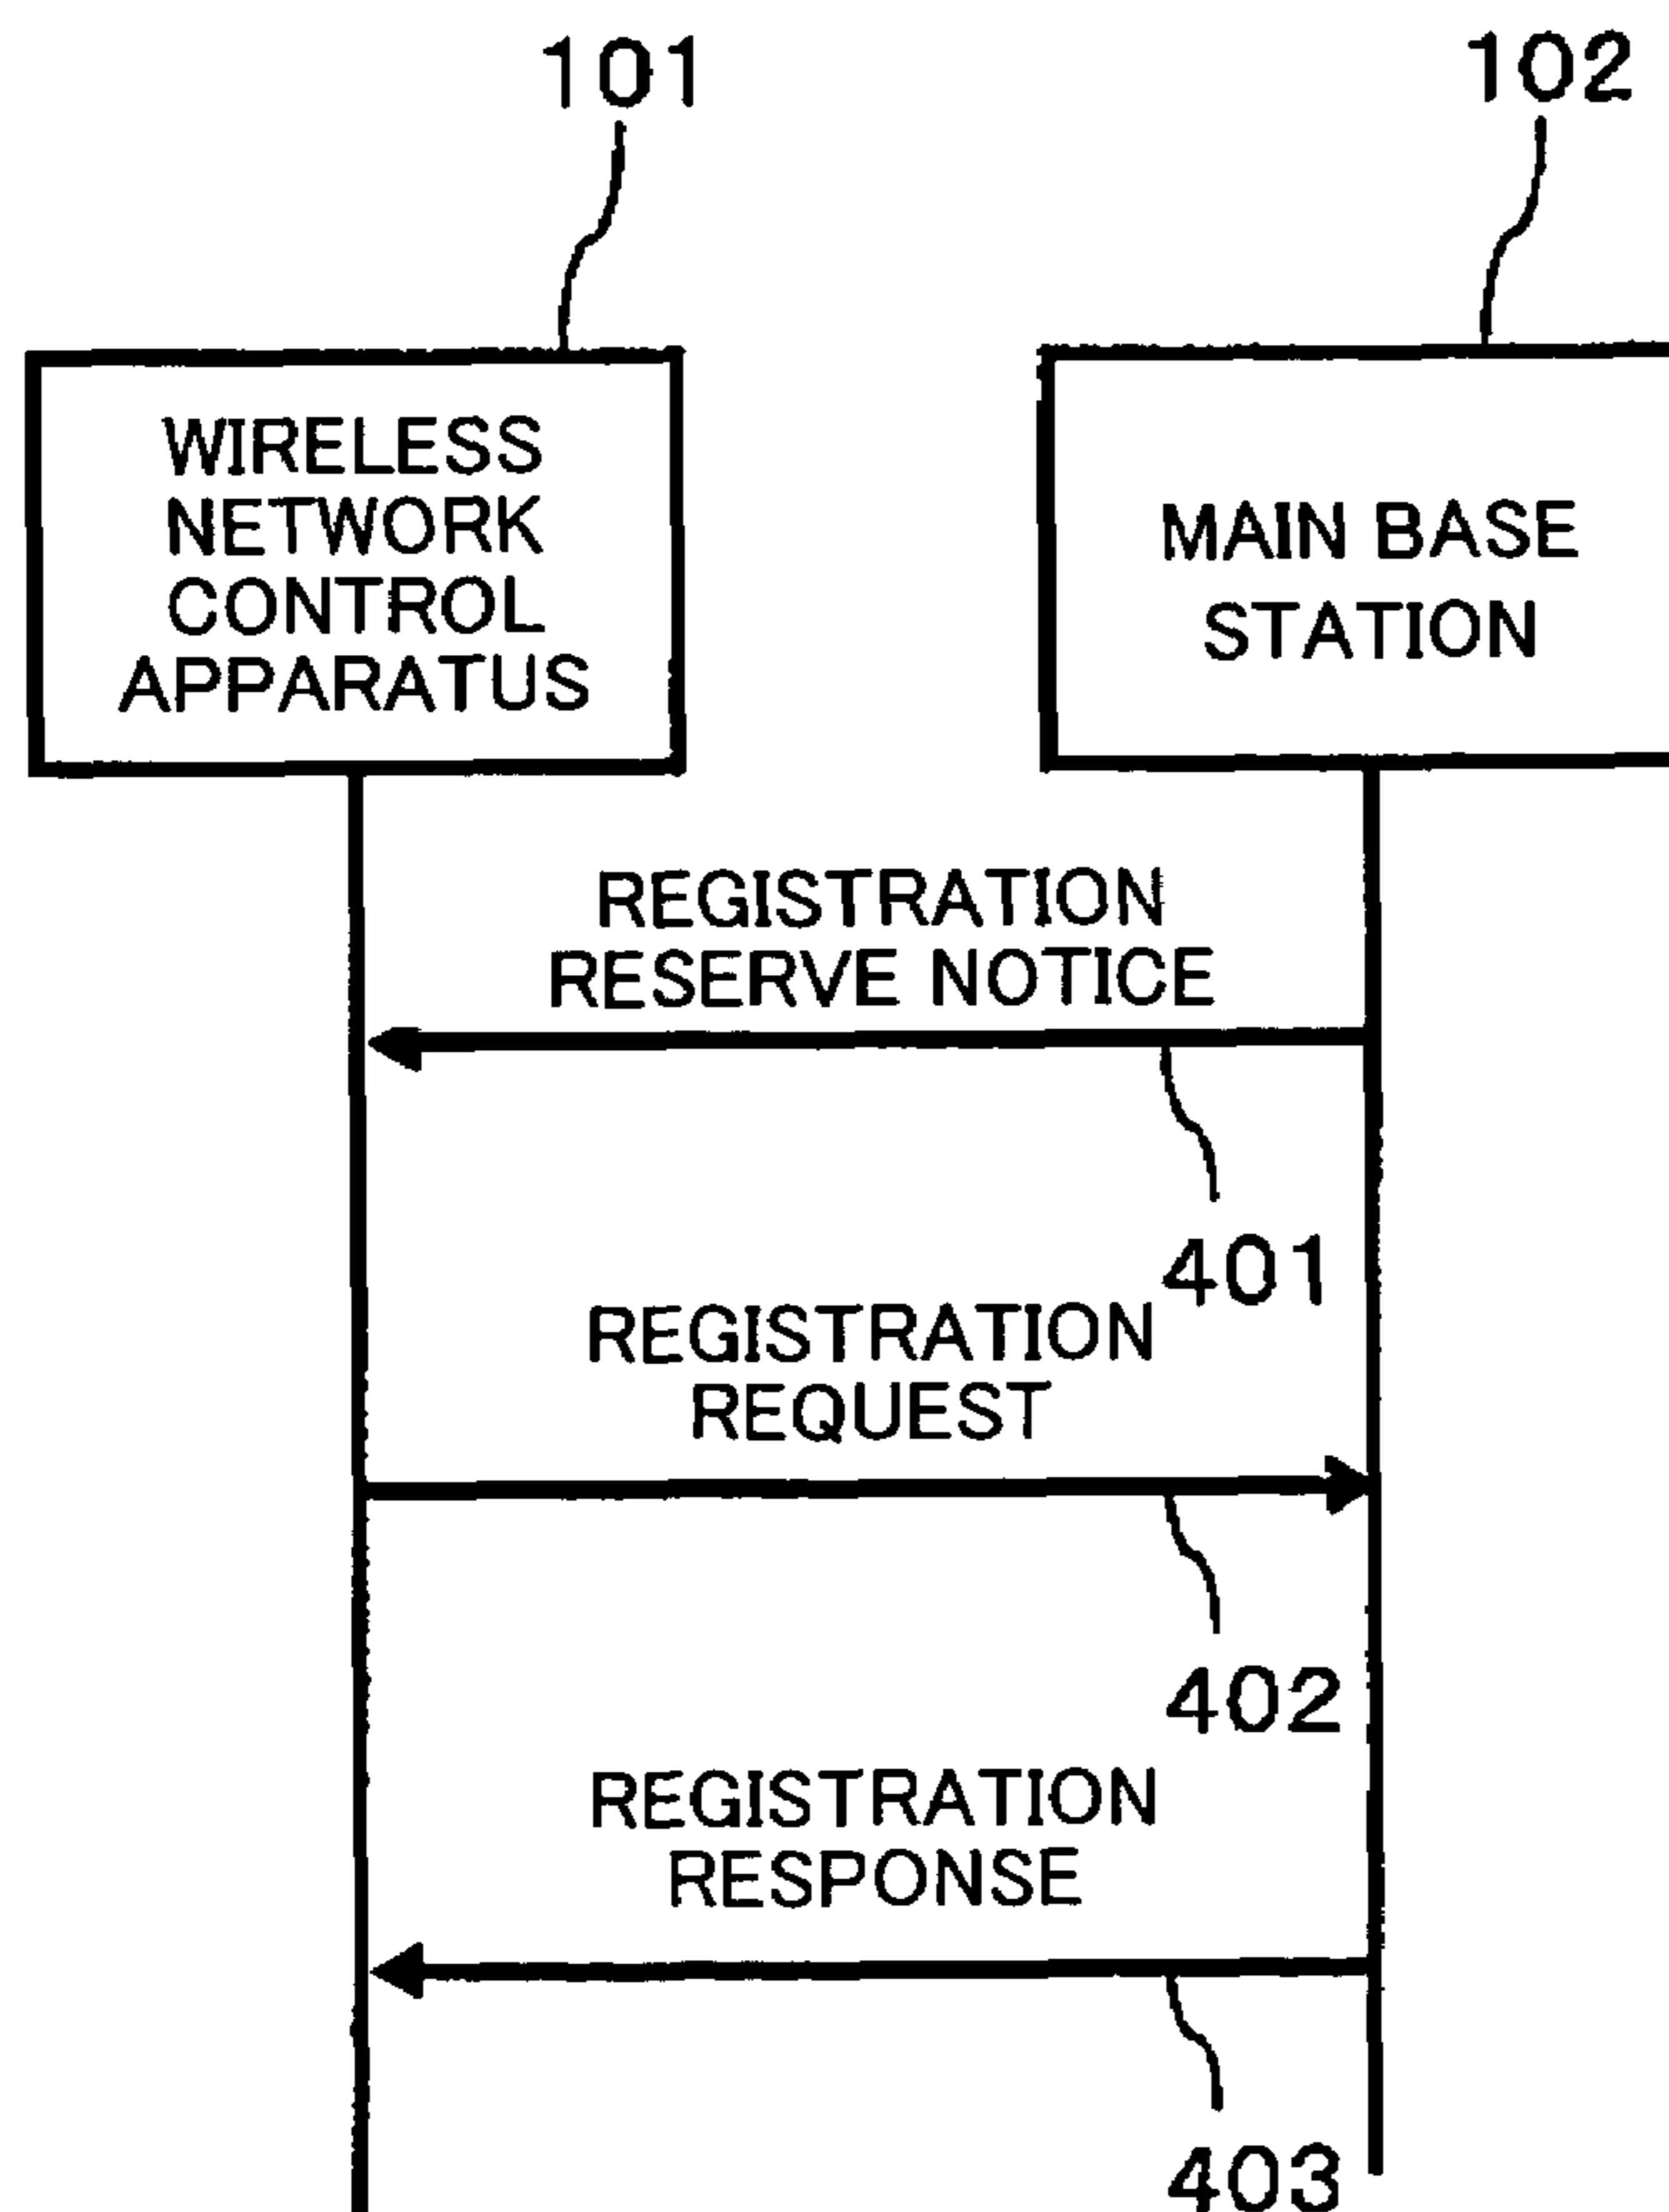 101
102
WIRELESS
NETWORK
CONTROL
APPARATUS
MAIN BASE
STATION
REGISTRATION
RESERVE NOTICE
401
REGISTRATION
REQUEST
402
REGISTRATION
RESPONSE
403